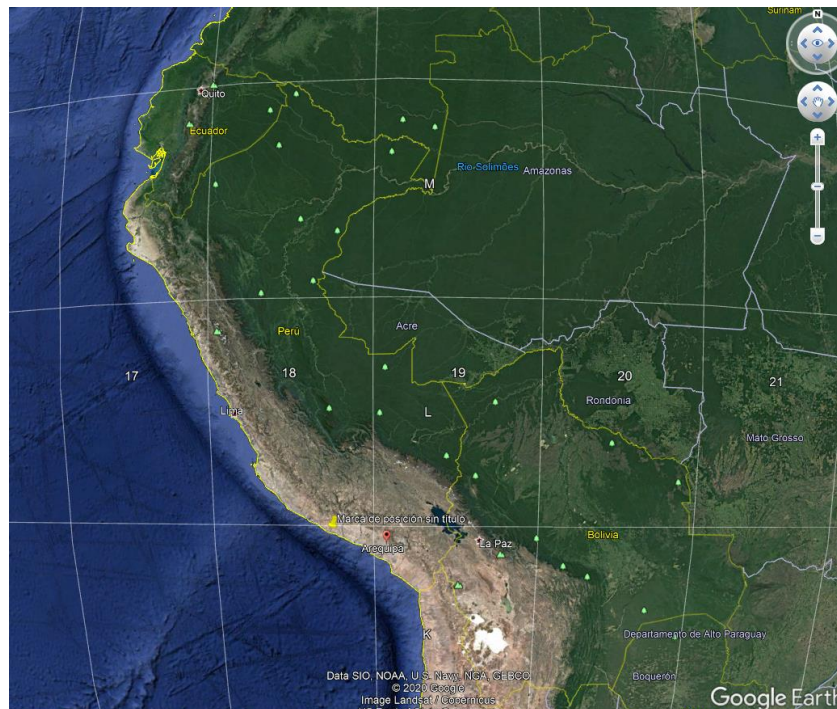 N
Surinam
Quito
Ecuador
Rio Solimões
Amazonas
M
Perú
Acre
17
18
19
20
21
Rondonia
Lima
L
Mato Grosso
Marca de posición sin título
Arequipa
La Paz
Bolivia
K
Departamento de Alto Paraguay
Boquerón
Data SIO, NOAA, U.S. Navy, NGA, GEBCO
© 2020 Google
Image Landsat / Copernicus
Google Earth